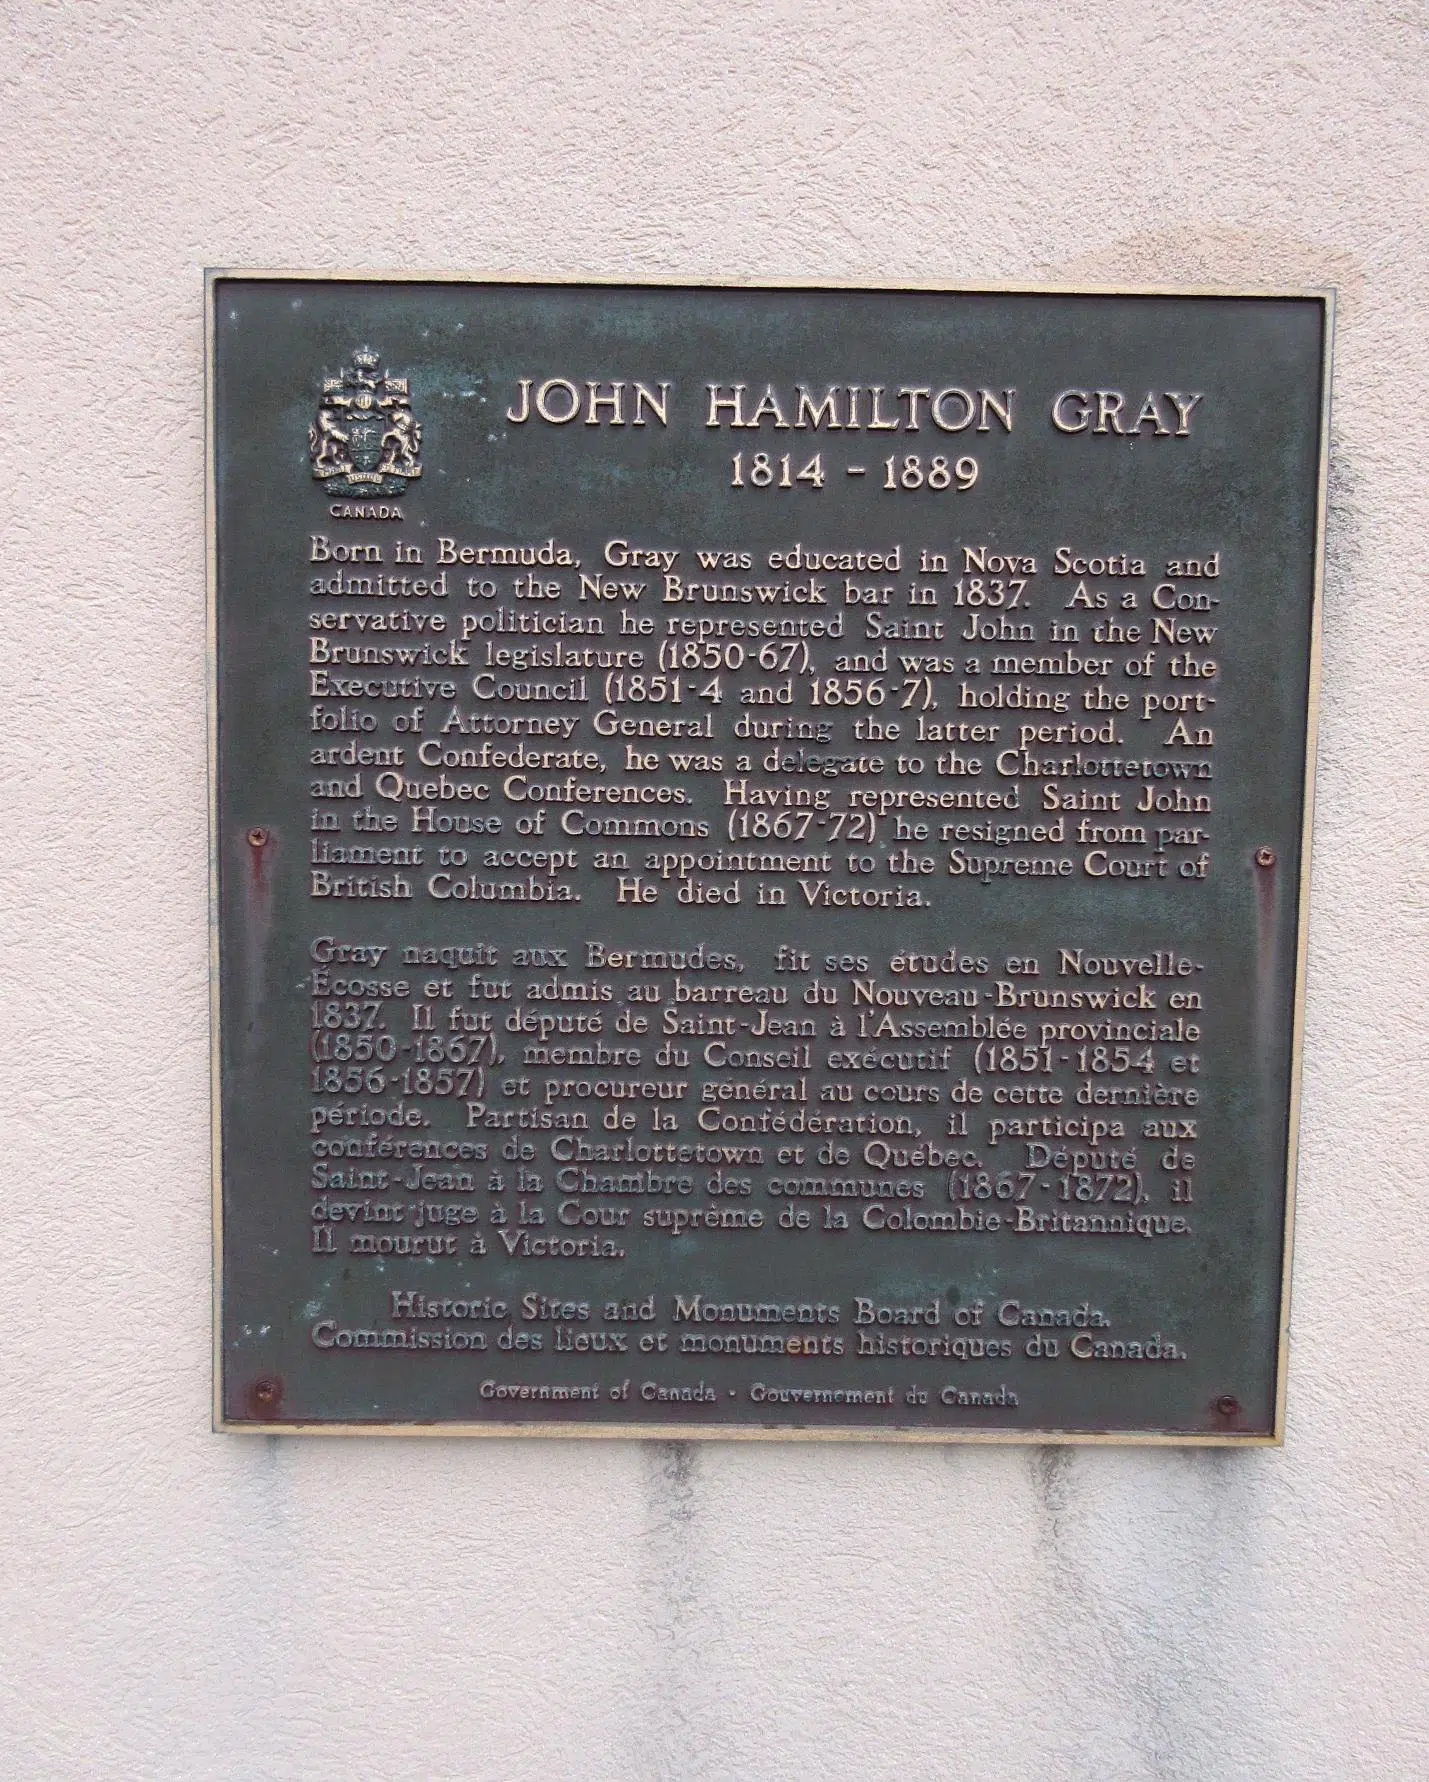 JOHN HAMILTON GRAY
1814 - 1889
CANADA
Born in Bermuda, Gray was educated in Nova Scotia and
admitted to the New Brunswick bar in 1837. As a Con-
servative politician he represented Saint John in the New
Brunswick legislature (1850-67), and was a member of the
Executive Council (1851-4 and 1856-7), holding the port-
folio of Attorney General during the latter period. An
ardent Confederate, he was a delegate to the Charlottetown
and Quebec Conferences. Having represented Saint John
in the House of Commons (1867-72) he resigned from par-
liament to accept an appointment to the Supreme Court of
British Columbia. He died in Victoria.
Gray naquit aux Bermudes, fit ses études en Nouvelle-
Écosse et fut admis au barreau du Nouveau-Brunswick en
1837. Il fut député de Saint-Jean à l'Assemblée provinciale
(1850-1867), membre du Conseil exécutif (1851-1854 et
1856-1857) et procureur général au cours de cette dernière
période. Partisan de la Confédération, il participa aux
conférences de Charlottetown et de Québec. Député de
Saint-Jean à la Chambre des communes (1867-1872), il
devint juge à la Cour suprème de la Colombie-Britannique.
Il mourut à Victoria.
Historic Sites and Monuments Board of Canada.
Commission des lieux et monuments historiques du Canada.
Government of Canada · Gouvernement du Canada